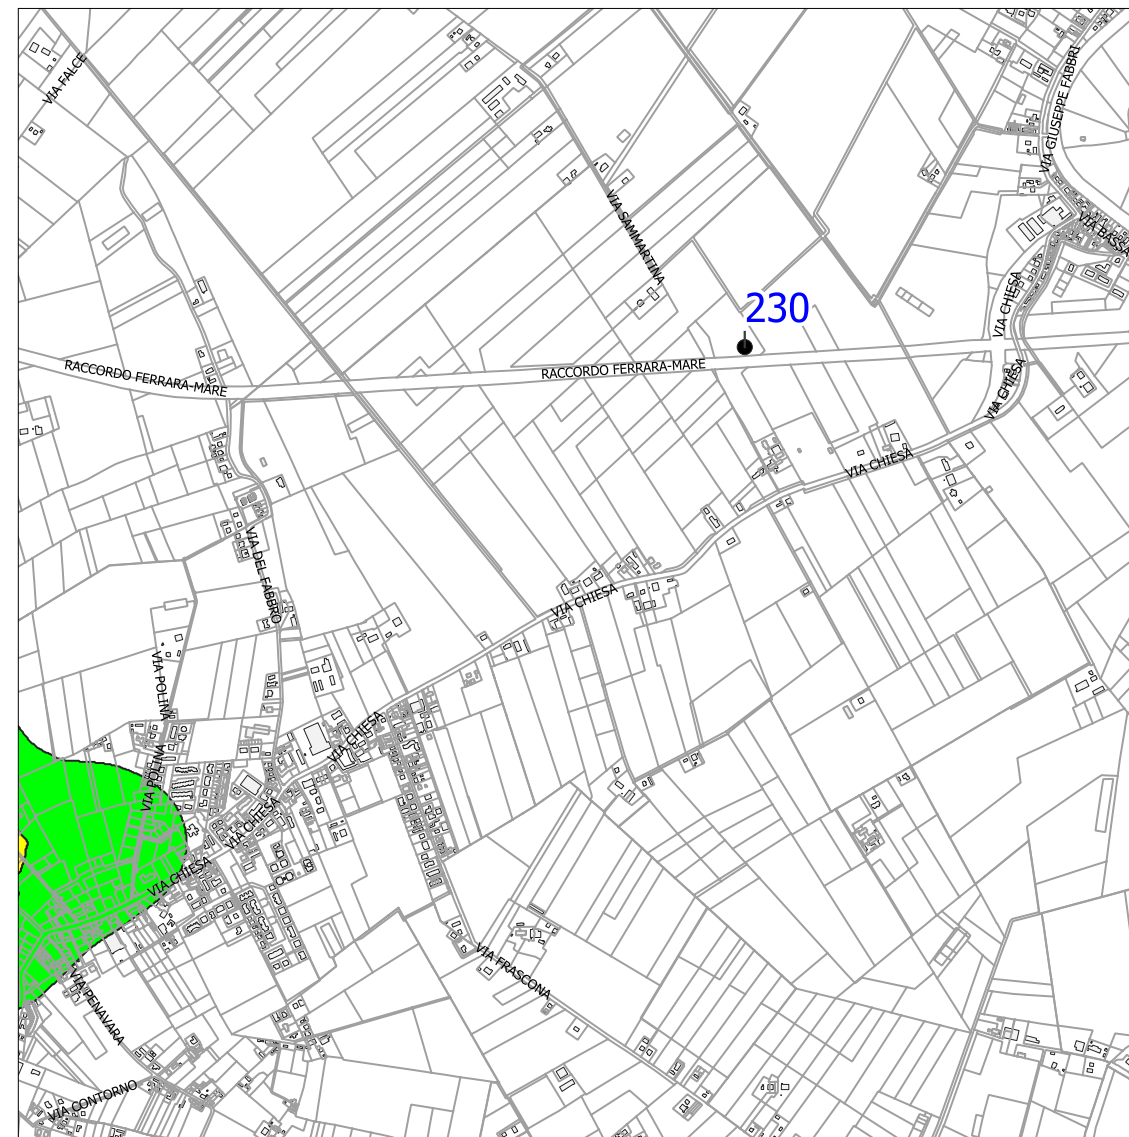 VIA FALCE
VIA GIUSEPPE FABBRI
VIA SAMMARTINA
VIA BASSA
VIA CHIESA
230
RACCORDO FERRARA-MARE
RACCORDO FERRARA-MARE
VIA CHIESA
VIA CHIESA
VIA DEL FABBRO
VIA CHIESA
VIA POLINA
VIA CHIESA
VIA POLINA
VIA CHIESA
VIA CHIESA
VIA FRASCONA
VIA PENAVARA
VIA CONTORNO